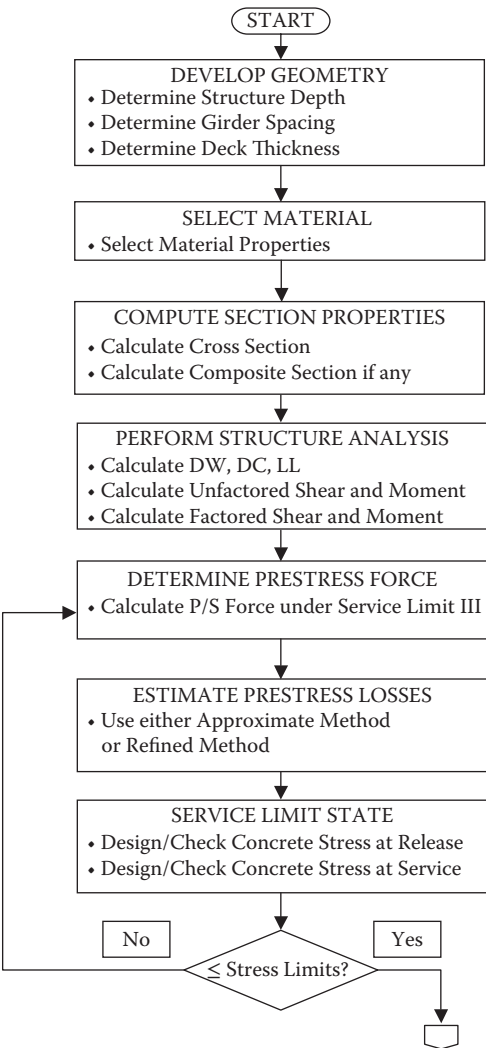 START
DEVELOP GEOMETRY
• Determine Structure Depth
• Determine Girder Spacing
• Determine Deck Thickness
SELECT MATERIAL
• Select Material Properties
COMPUTE SECTION PROPERTIES
• Calculate Cross Section
• Calculate Composite Section if any
PERFORM STRUCTURE ANALYSIS
• Calculate DW, DC, LL
• Calculate Unfactored Shear and Moment
• Calculate Factored Shear and Moment
DETERMINE PRESTRESS FORCE
• Calculate P/S Force under Service Limit III
ESTIMATE PRESTRESS LOSSES
• Use either Approximate Method
or Refined Method
SERVICE LIMIT STATE
• Design/Check Concrete Stress at Release
• Design/Check Concrete Stress at Service
No
Yes
≤ Stress Limits?